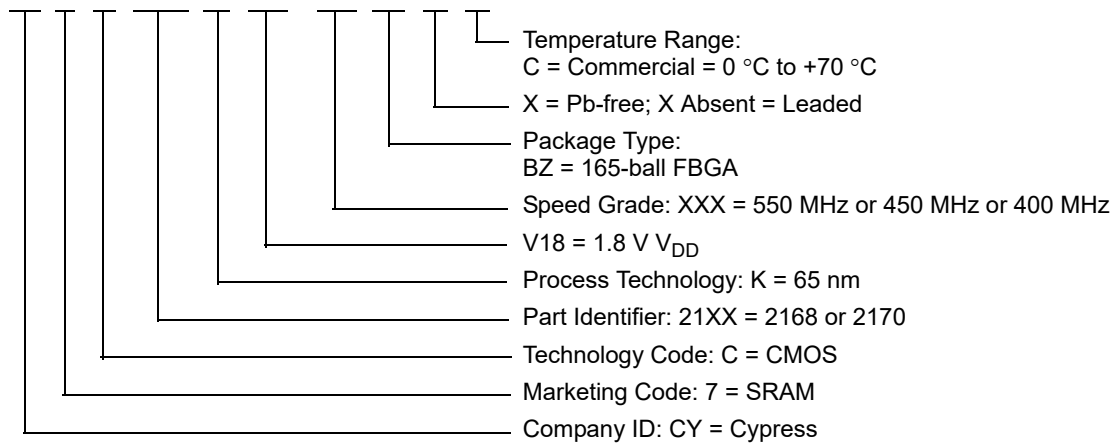 Temperature Range:
C = Commercial = 0 °C to +70 °C
X = Pb-free; X Absent = Leaded
Package Type:
BZ = 165-ball FBGA
Speed Grade: XXX = 550 MHz or 450 MHz or 400 MHz
V18 = 1.8 V VDD
Process Technology: K = 65 nm
Part Identifier: 21XX = 2168 or 2170
Technology Code: C = CMOS
Marketing Code: 7 = SRAM
Company ID: CY = Cypress